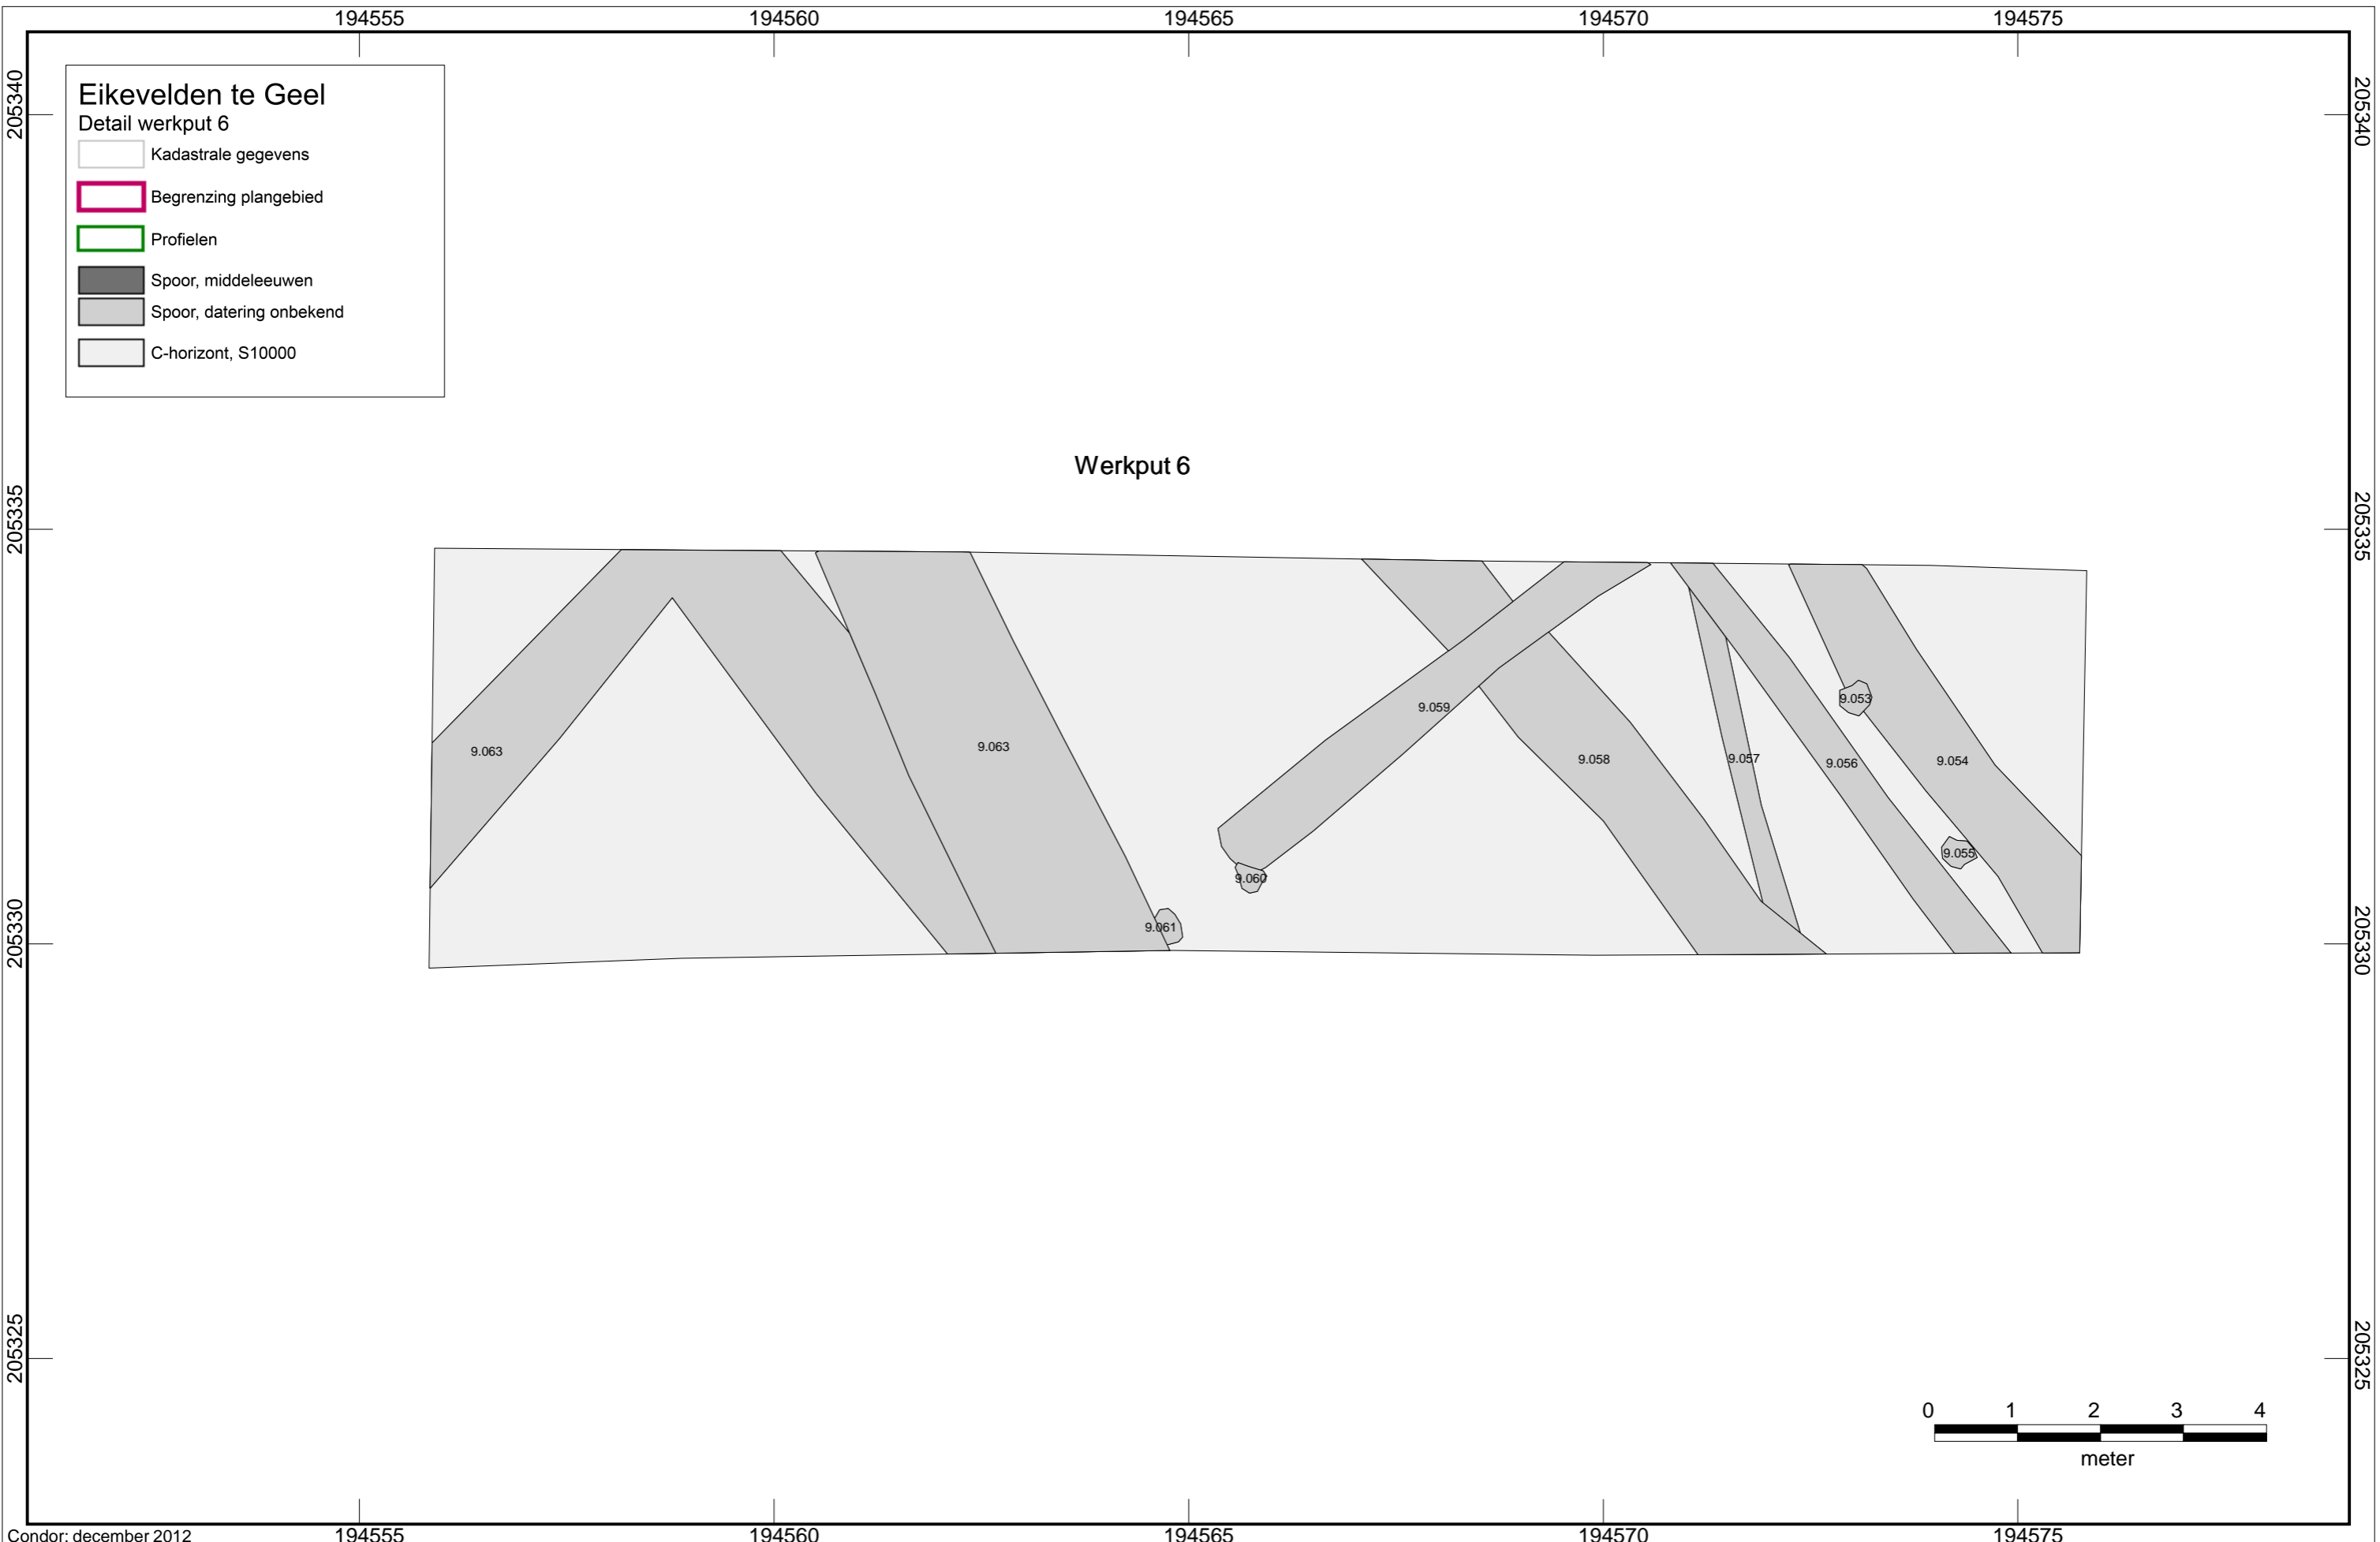 194555 194560 194565 194570 194575
205340 205340
Eikevelden te Geel
Detail werkput 6
Kadastrale gegevens
Begrenzing plangebied
Profielen
Spoor, middeleeuwen
Spoor, datering onbekend
C-horizont, S10000
Werkput 6
205335 205335
9.053
9.059
9.063 9.063 9.058 9.057 9.056 9.054
9.055
9.060
9.061
205330 205330
205325 205325
0 1 2 3 4
meter
Condor: december 2012
194555 194560 194565 194570 194575